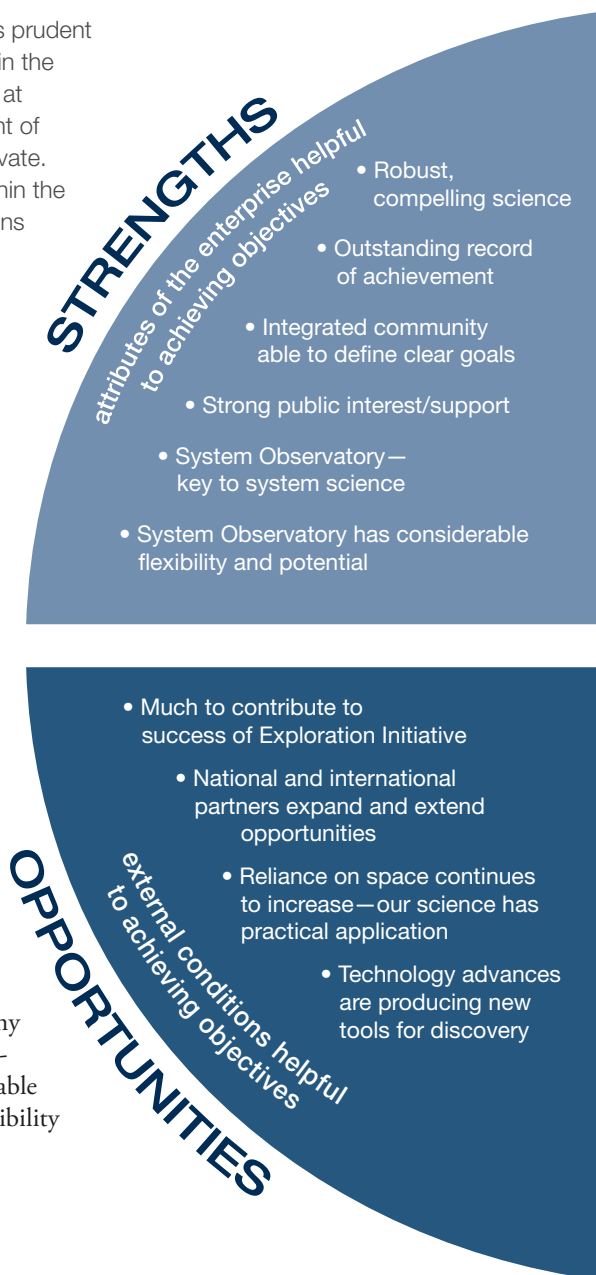 s prudent
in the
at
nt of
vate.
hin the
ns
STRENGTHS
attributes of the enterprise helpful
to achieving objectives
• Robust,
compelling science
• Outstanding record
of achievement
• Integrated community
able to define clear goals
• Strong public interest/support
• System Observatory—
key to system science
• System Observatory has considerable
flexibility and potential
• Much to contribute to
success of Exploration Initiative
• National and international
partners expand and extend
opportunities
• Reliance on space continues
to increase—our science has
practical application
• Technology advances
are producing new
tools for discovery
external conditions helpful
to achieving objectives
OPPORTUNITIES
ny
-
able
ibility